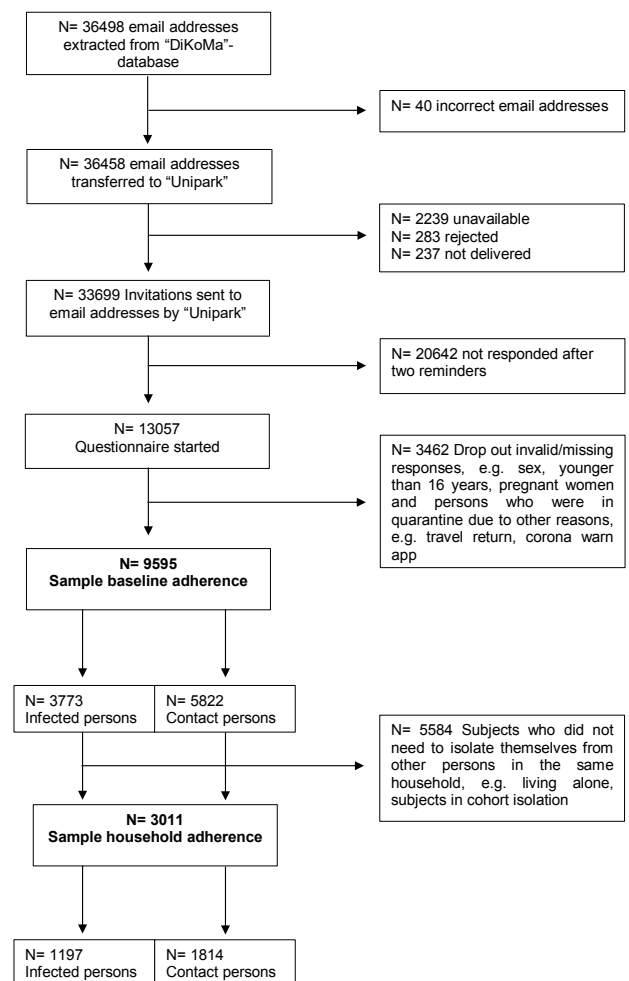 N= 36498 email addresses
extracted from “DiKoMa”-
database
N= 40 incorrect email addresses
N= 36458 email addresses
transferred to “Unipark”
N= 2239 unavailable
N= 283 rejected
N= 237 not delivered
N= 33699 Invitations sent to
email addresses by “Unipark”
N= 20642 not responded after
two reminders
N= 13057
Questionnaire started
N= 3462 Drop out invalid/missing
responses, e.g. sex, younger
than 16 years, pregnant women
and persons who were in
quarantine due to other reasons,
e.g. travel return, corona warn
app
N= 9595
Sample baseline adherence
N= 3773
Infected persons
N= 5822
Contact persons
N= 5584 Subjects who did not
need to isolate themselves from
other persons in the same
household, e.g. living alone,
subjects in cohort isolation
N= 3011
Sample household adherence
N= 1197
Infected persons
N= 1814
Contact persons